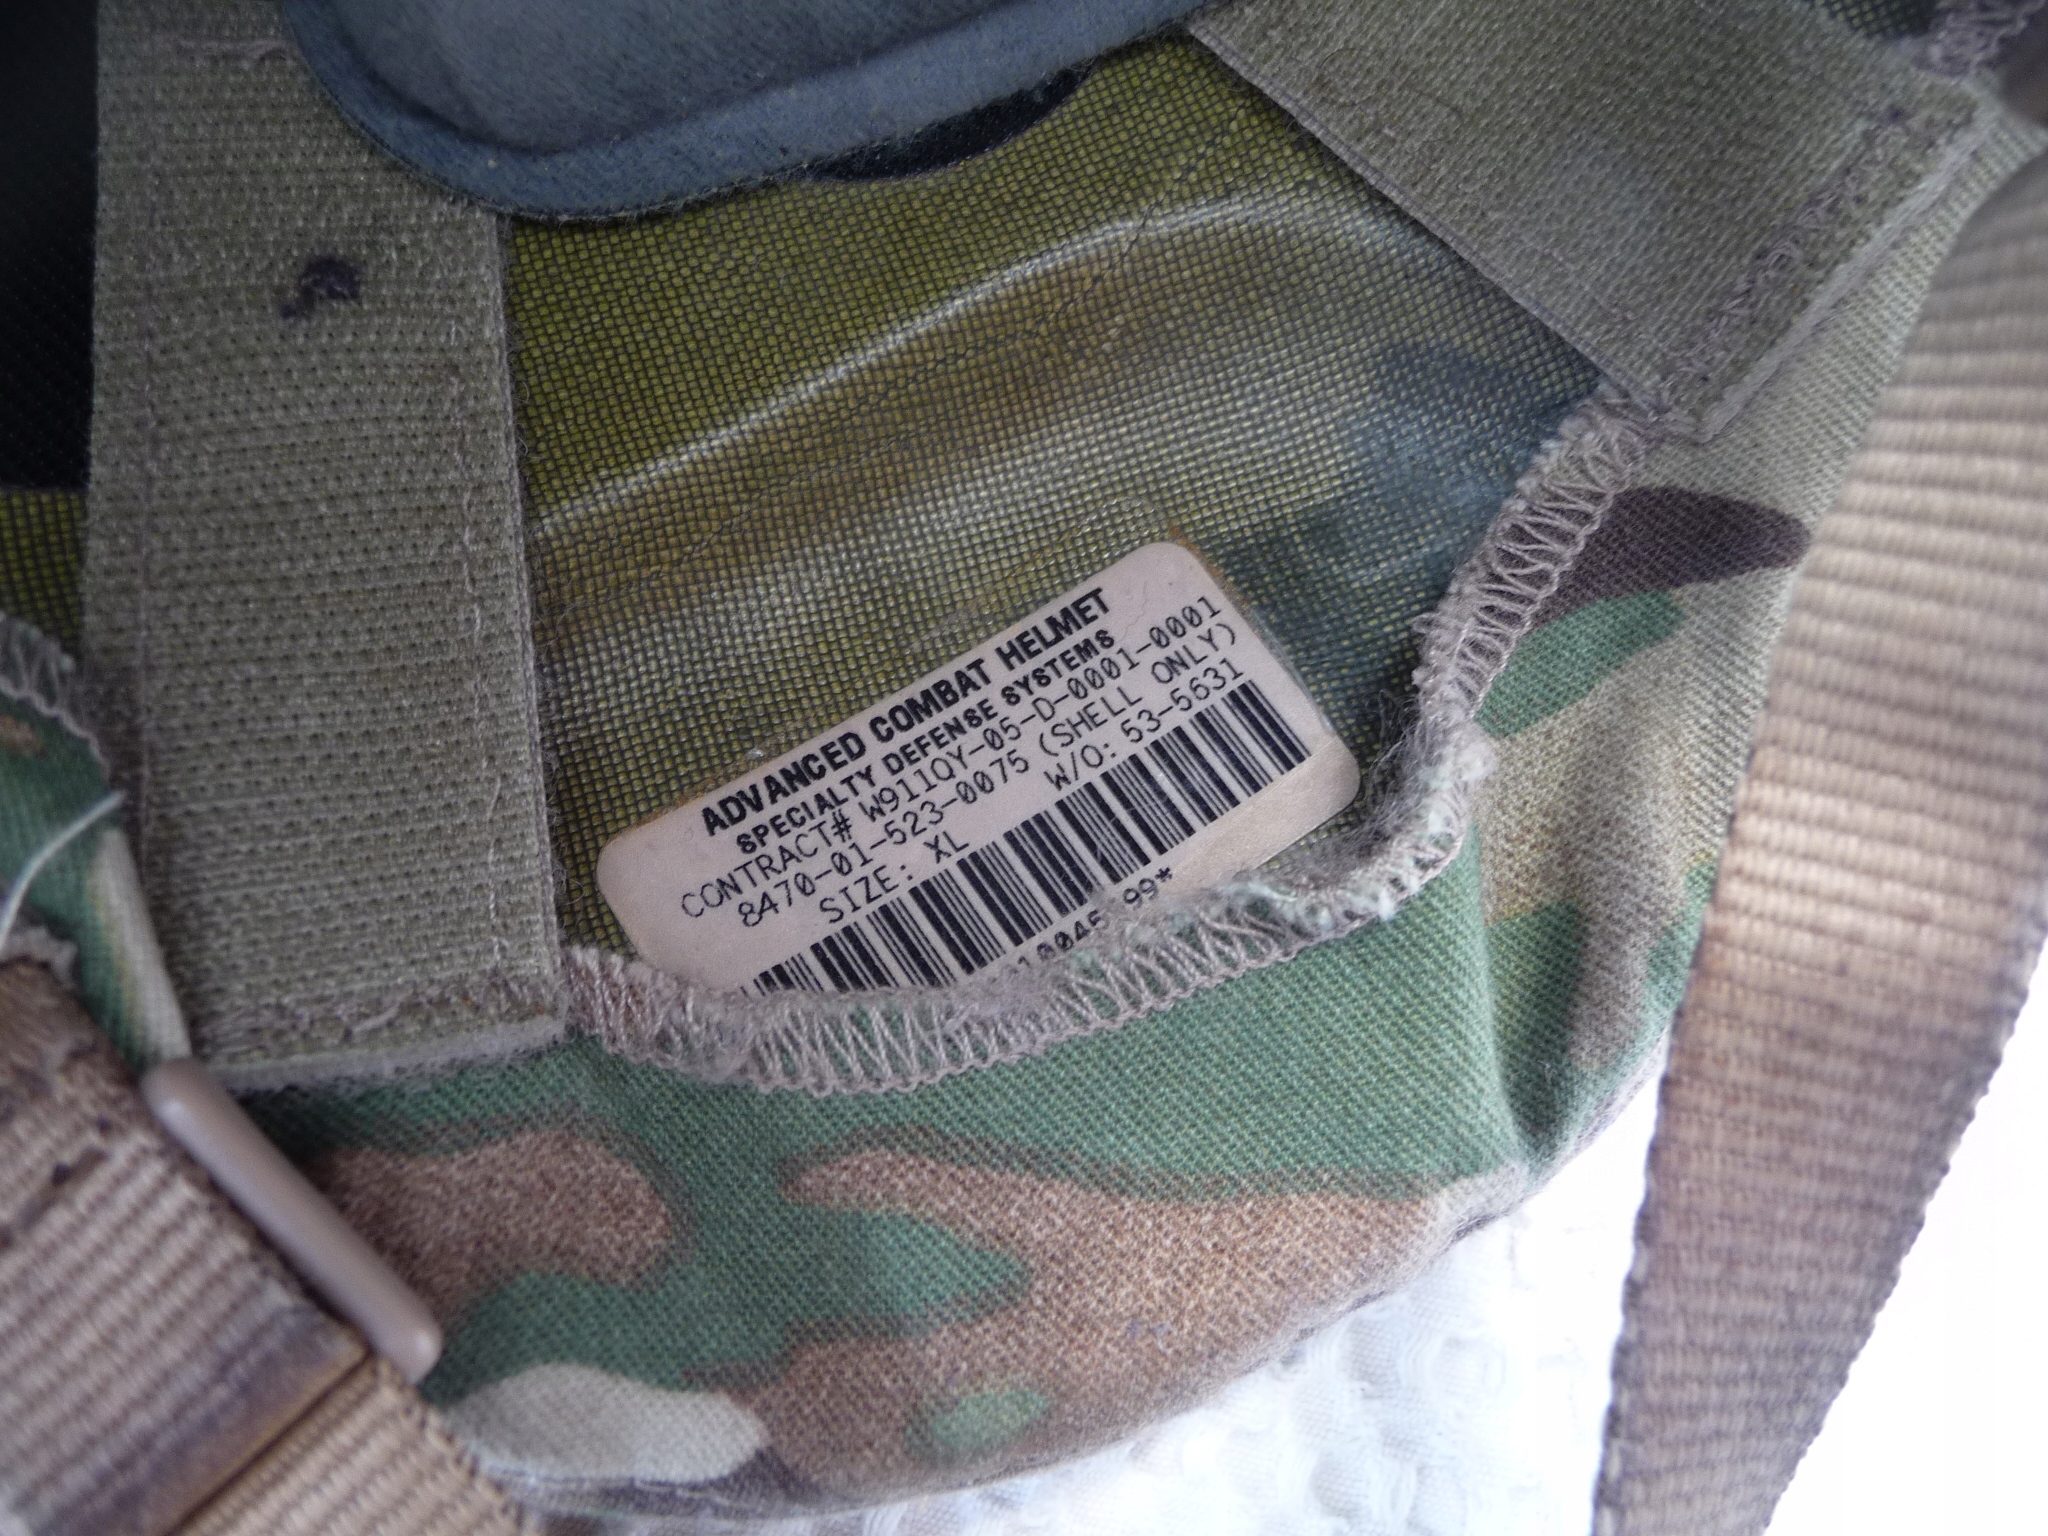 ADVANCED COMBAT HELMET
SPECIALTY DEFENSE SYSTEMS
CONTRACT# W911QY-05-D-0001-0001
8470-01-523-0075 (SHELL ONLY)
SIZE: XL W/O: 53-5631